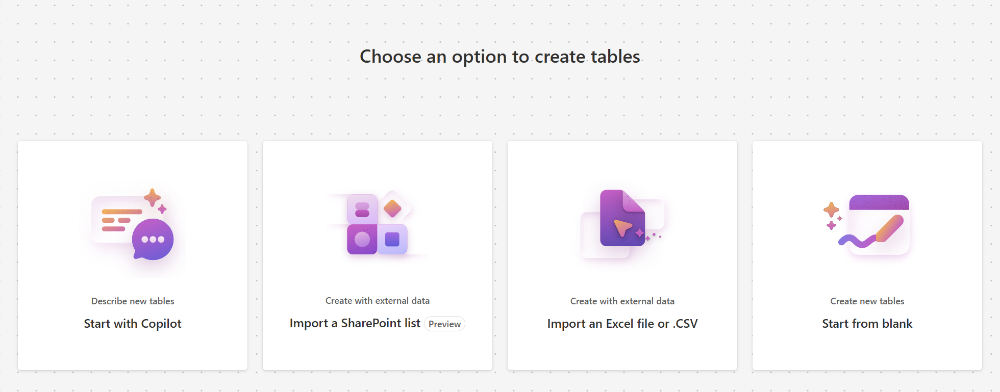 Choose an option to create tables
Describe new tables
Start with Copilot
Create with external data
Import a SharePoint list Preview
Create with external data
Import an Excel file or .CSV
Create new tables
Start from blank